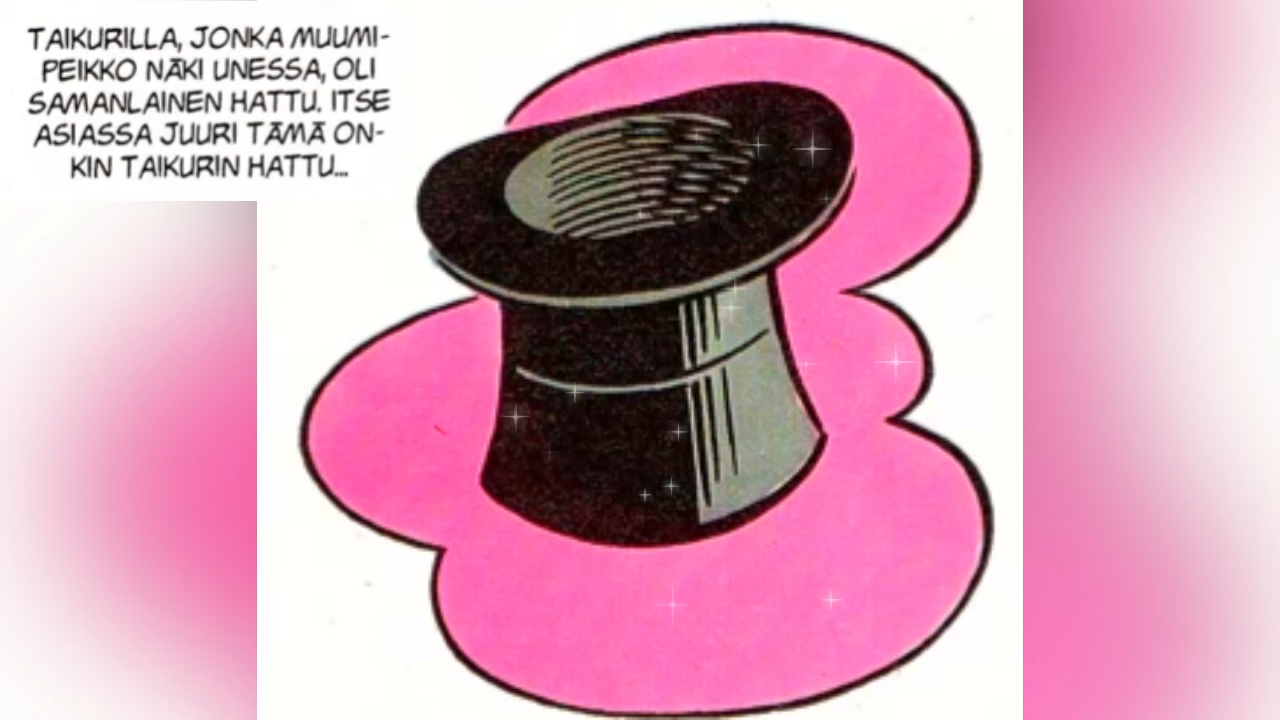 TAIKURILLA, JONKA MUUMI-
PEIKKO NÄKI UNESSA, OLI
SAMANLAINEN HATTU. ITSE
ASIASSA JUURI TÄMÄ ON-
KIN TAIKURIN HATTU...